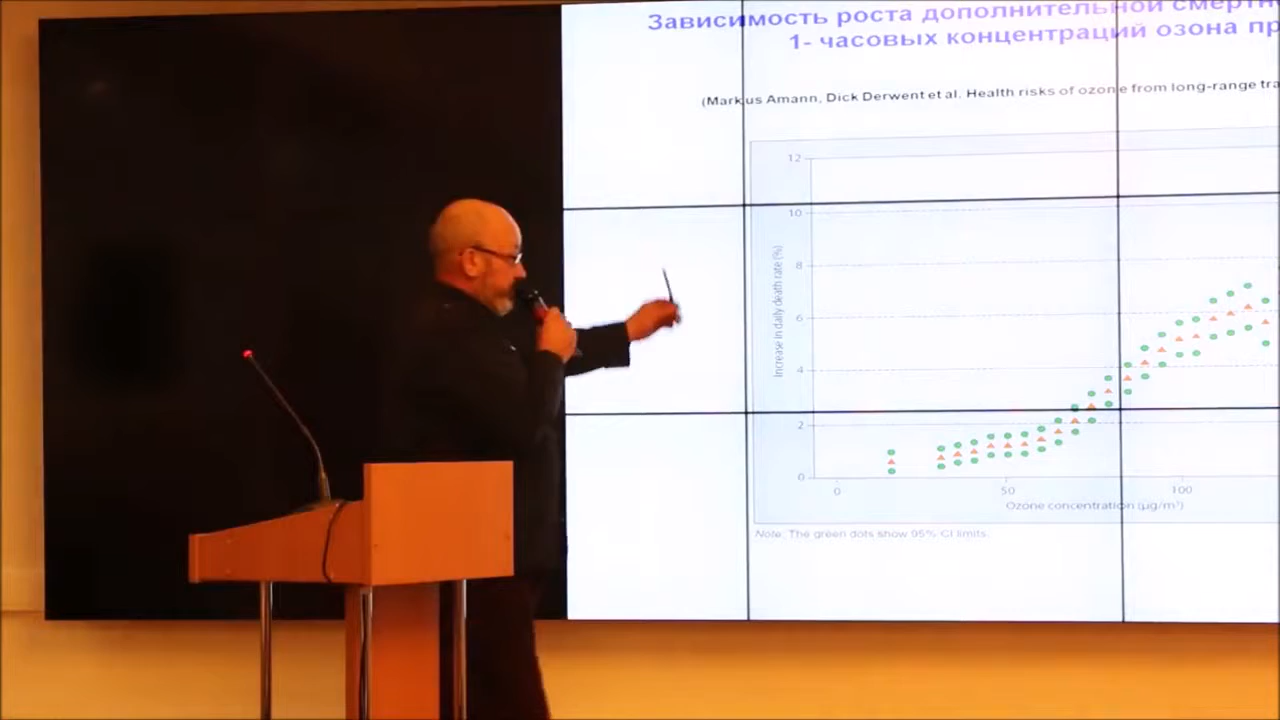 Зависимость роста дополнительной смертн
1- часовых концентраций озона пр
(Markus Amann, Dick Derwent et al. Health risks of ozone from long-range tra
12
10
8
6
4
2
0
Increase in daily death rate (%)
0 50 100
Ozone concentration (µg/m³)
Note: The green dots show 95% CI limits.